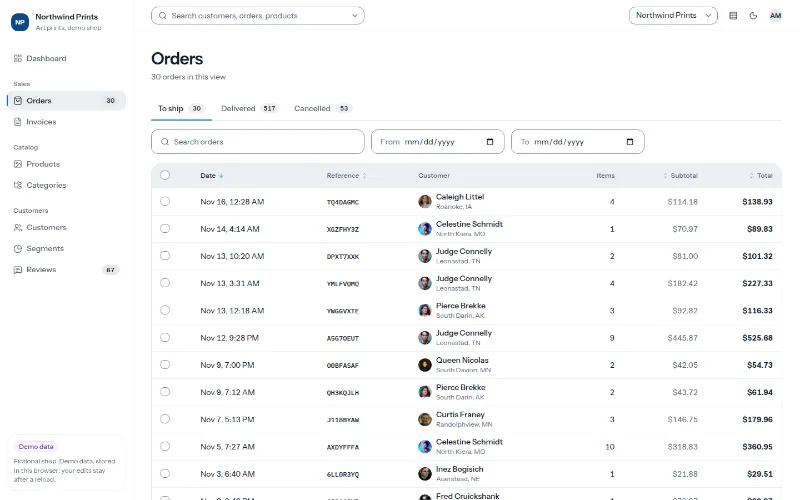 NP
Northwind Prints
Art prints, demo shop
Search customers, orders, products
Northwind Prints
AM
Dashboard
Sales
Orders 30
Invoices
Catalog
Products
Categories
Customers
Customers
Segments
Reviews 67
Demo data
Fictional shop. Demo data, stored
in this browser: your edits stay
after a reload.
Orders
30 orders in this view
To ship 30 Delivered 517 Cancelled 53
Search orders From mm/dd/yyyy To mm/dd/yyyy
Date Reference Customer Items Subtotal Total
Nov 16, 12:28 AM TQ4DAGMC Caleigh Littel 4 $114.18 $138.93
Roanoke, IA
Nov 14, 4:14 AM XGZFHY3Z Celestine Schmidt 1 $70.97 $89.83
North Kiera, MO
Nov 13, 10:20 AM DPXT7XXK Judge Connelly 2 $81.00 $101.32
Leonastad, TN
Nov 13, 3:31 AM YMLFVQMQ Judge Connelly 4 $182.42 $227.33
Leonastad, TN
Nov 13, 12:18 AM YWGGVXTE Pierce Brekke 3 $92.82 $116.33
South Darin, AK
Nov 12, 9:28 PM A5G7OEUT Judge Connelly 9 $445.87 $525.68
Leonastad, TN
Nov 9, 7:00 PM Queen Nicolas 2 $42.05 $54.73
South Davion, MN
Nov 9, 7:12 AM QH3KQJLH Pierce Brekke 2 $43.72 $61.94
South Darin, AK
Nov 7, 5:13 PM Curtis Franey 3 $146.75 $179.96
Randolphview, MN
Nov 5, 7:27 AM AXDYFFFA Celestine Schmidt 10 $318.83 $360.95
North Kiera, MO
Nov 3, 6:40 AM 6LL0R3YQ Inez Bogisich 1 $21.88 $29.51
Auerstead, NE
Fred Cruickshank